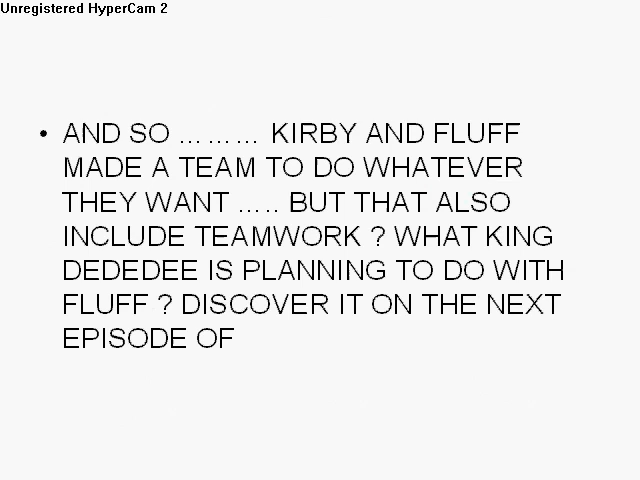 Unregistered HyperCam 2
• AND SO ……… KIRBY AND FLUFF
MADE A TEAM TO DO WHATEVER
THEY WANT ….. BUT THAT ALSO
INCLUDE TEAMWORK ? WHAT KING
DEDEDEE IS PLANNING TO DO WITH
FLUFF ? DISCOVER IT ON THE NEXT
EPISODE OF